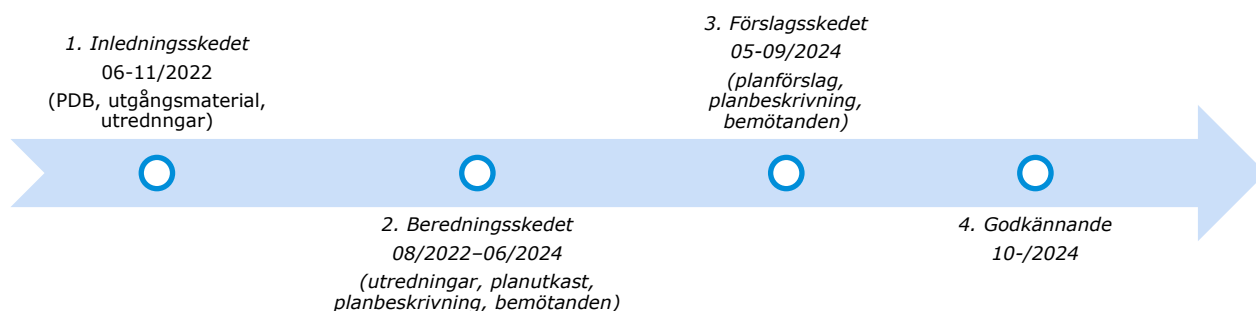 1. Inledningsskedet
06-11/2022
(PDB, utgångsmaterial,
utrednngar)
2. Beredningsskedet
08/2022–06/2024
(utredningar, planutkast,
planbeskrivning, bemötanden)
3. Förslagsskedet
05-09/2024
(planförslag,
planbeskrivning,
bemötanden)
4. Godkännande
10-/2024